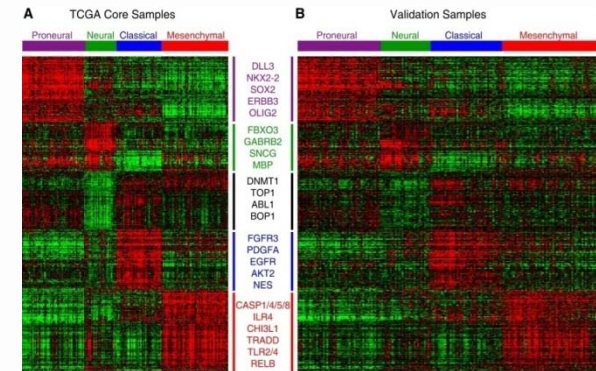 A TCGA Core Samples
B Validation Samples
Proneural Neural Classical Mesenchymal
Proneural Neural Classical Mesenchymal
DLL3
NKX2-2
SOX2
ERBB3
OLIG2
FBXO3
GABRB2
SNCG
MBP
DNMT1
TOP1
ABL1
BOP1
FGFR3
PDGFA
EGFR
AKT2
NES
CASP1/4/5/8
ILR4
CHI3L1
TRADD
TLR2/4
RELB